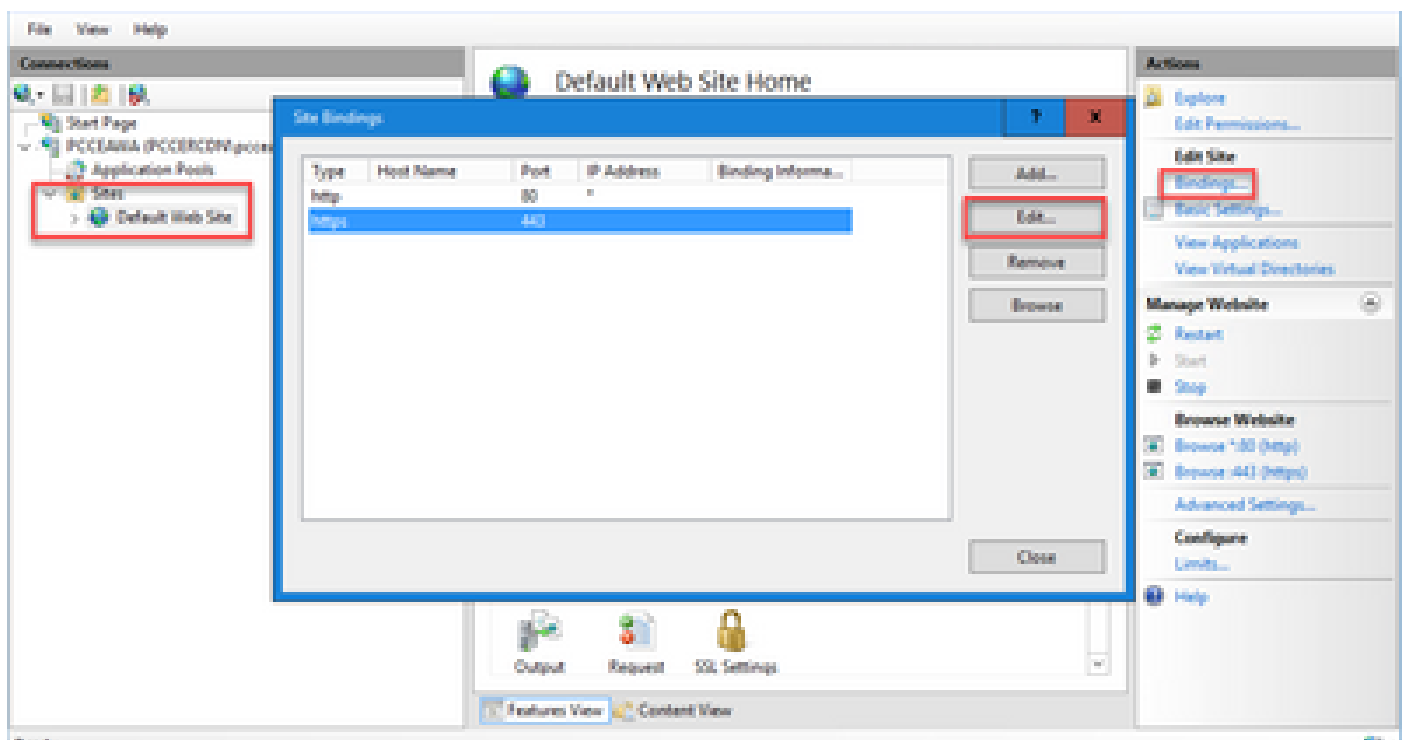 File View Help
Connections
Start Page
Application Pools
Sites
Default Web Site
Default Web Site Home
Site Bindings
? X
Type Host Name Port IP Address Binding Informa...
http 80 *
https 443
Add...
Edit...
Remove
Browse
Close
Output Request SSL Settings
Features View Content View
Actions
Explore
Edit Permissions...
Edit Site
Bindings...
Basic Settings...
View Applications
View Virtual Directories
Manage Website
Restart
Start
Stop
Browse Website
Browse *:80 (http)
Browse :443 (https)
Advanced Settings...
Configure
Limits...
Help